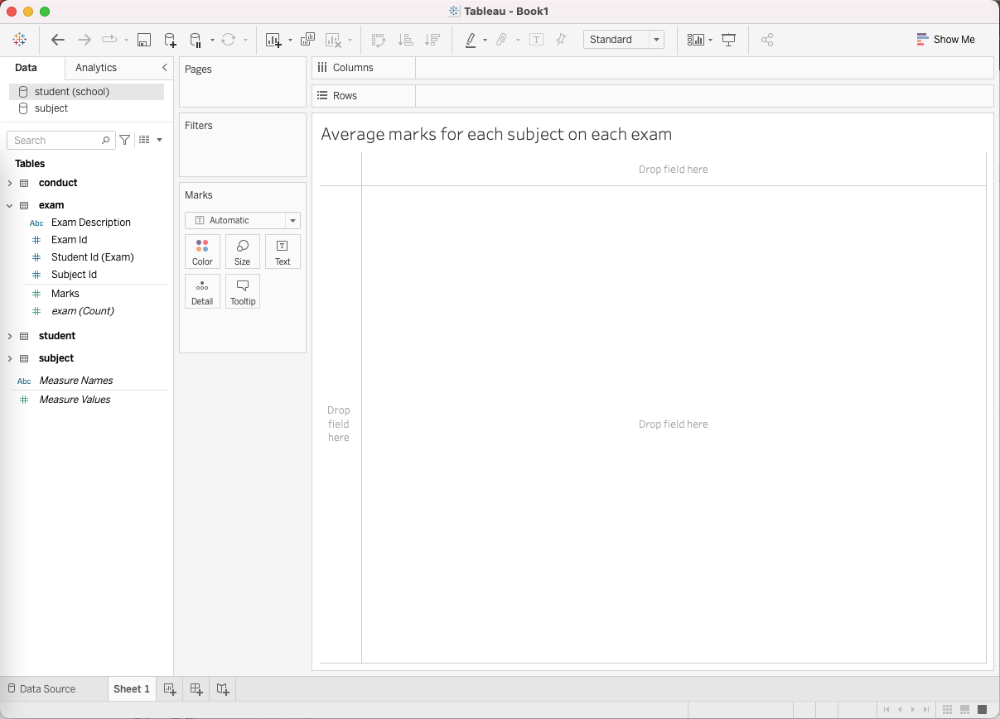 Tableau - Book1
Standard
Show Me
Data
Analytics
student (school)
subject
Search
Tables
conduct
exam
Abc Exam Description
Exam Id
Student Id (Exam)
Subject Id
Marks
exam (Count)
student
subject
Abc Measure Names
Measure Values
Pages
Filters
Marks
T Automatic
Color
Size
Text
Detail
Tooltip
Columns
Rows
Average marks for each subject on each exam
Drop field here
Drop
field
here
Drop field here
Data Source
Sheet 1